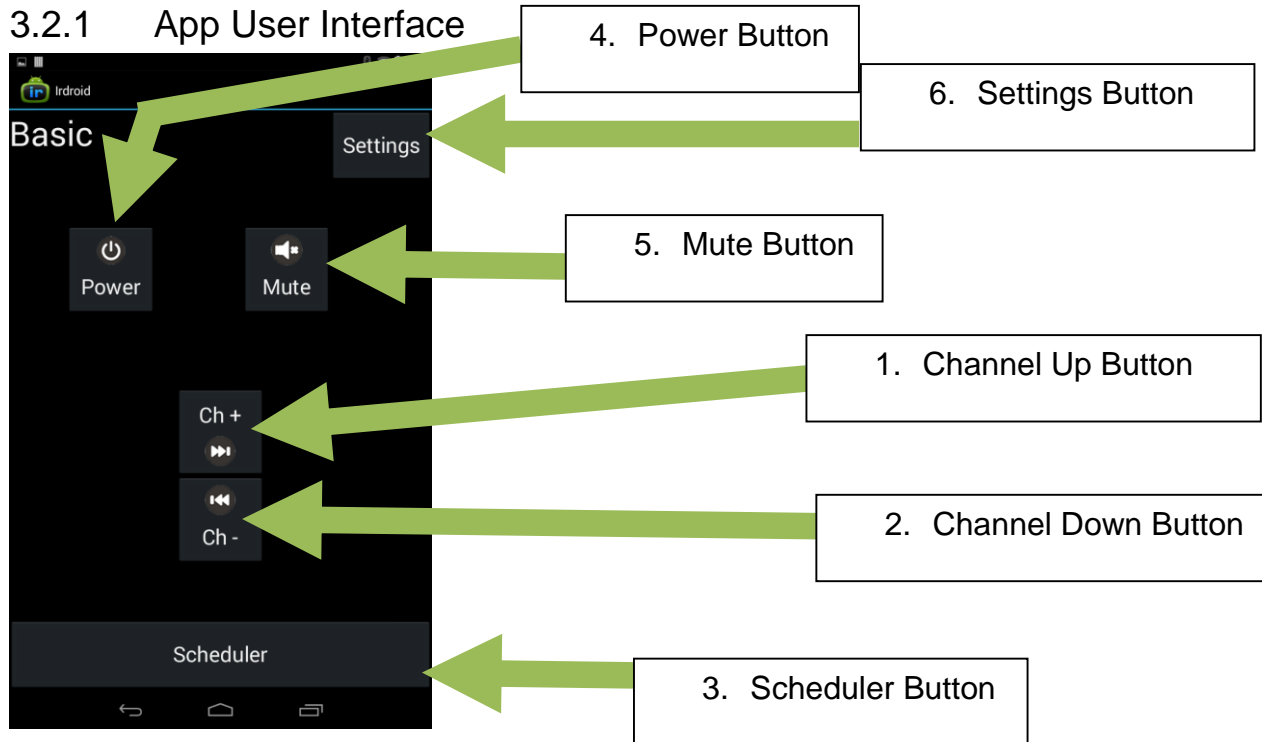 3.2.1 App User Interface
4. Power Button
6. Settings Button
ir Irdroid
Basic
Settings
5. Mute Button
Power
Mute
1. Channel Up Button
Ch +
2. Channel Down Button
Ch -
Scheduler
3. Scheduler Button